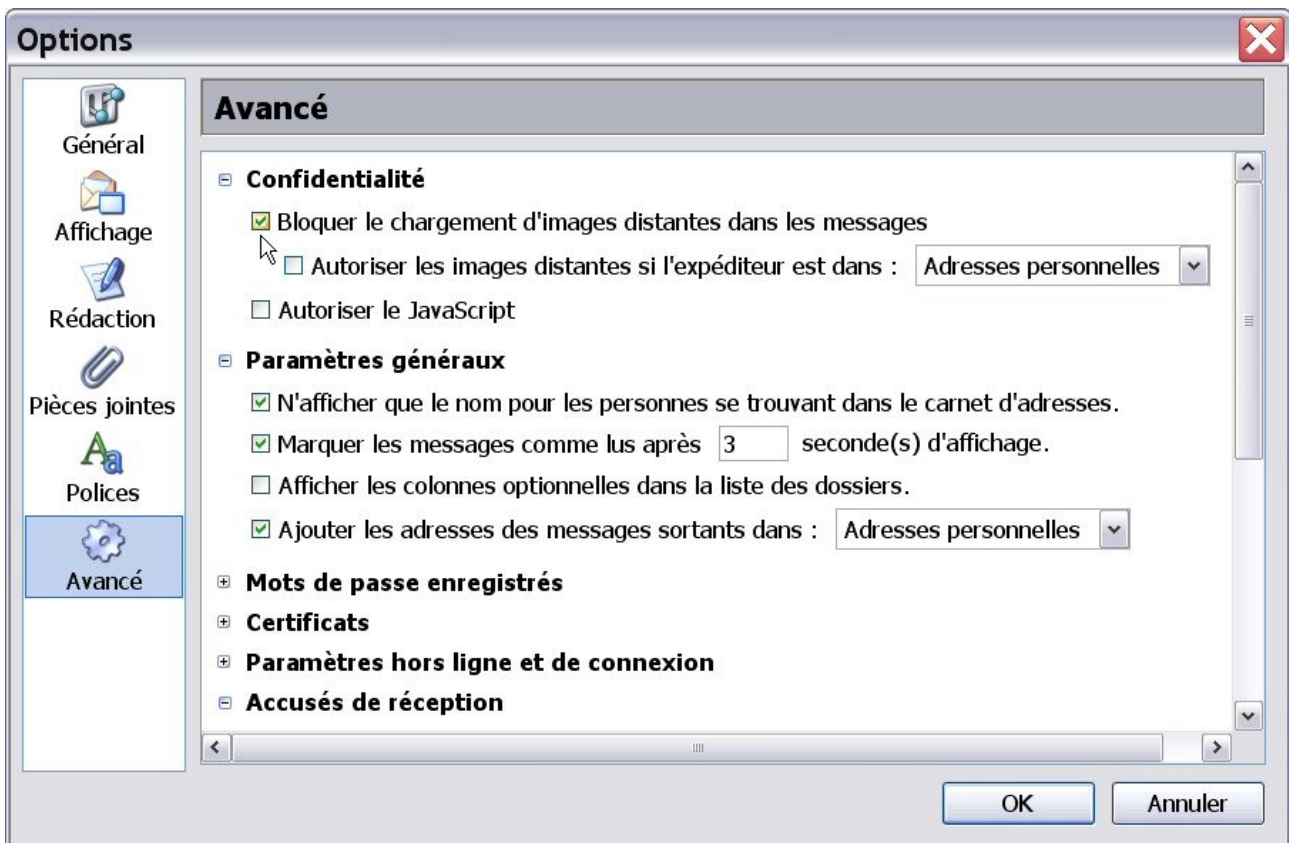 Options
Général
Affichage
Rédaction
Pièces jointes
Polices
Avancé
Avancé
Confidentialité
Bloquer le chargement d'images distantes dans les messages
Autoriser les images distantes si l'expéditeur est dans : Adresses personnelles
Autoriser le JavaScript
Paramètres généraux
N'afficher que le nom pour les personnes se trouvant dans le carnet d'adresses.
Marquer les messages comme lus après 3 seconde(s) d'affichage.
Afficher les colonnes optionnelles dans la liste des dossiers.
Ajouter les adresses des messages sortants dans : Adresses personnelles
Mots de passe enregistrés
Certificats
Paramètres hors ligne et de connexion
Accusés de réception
OK Annuler